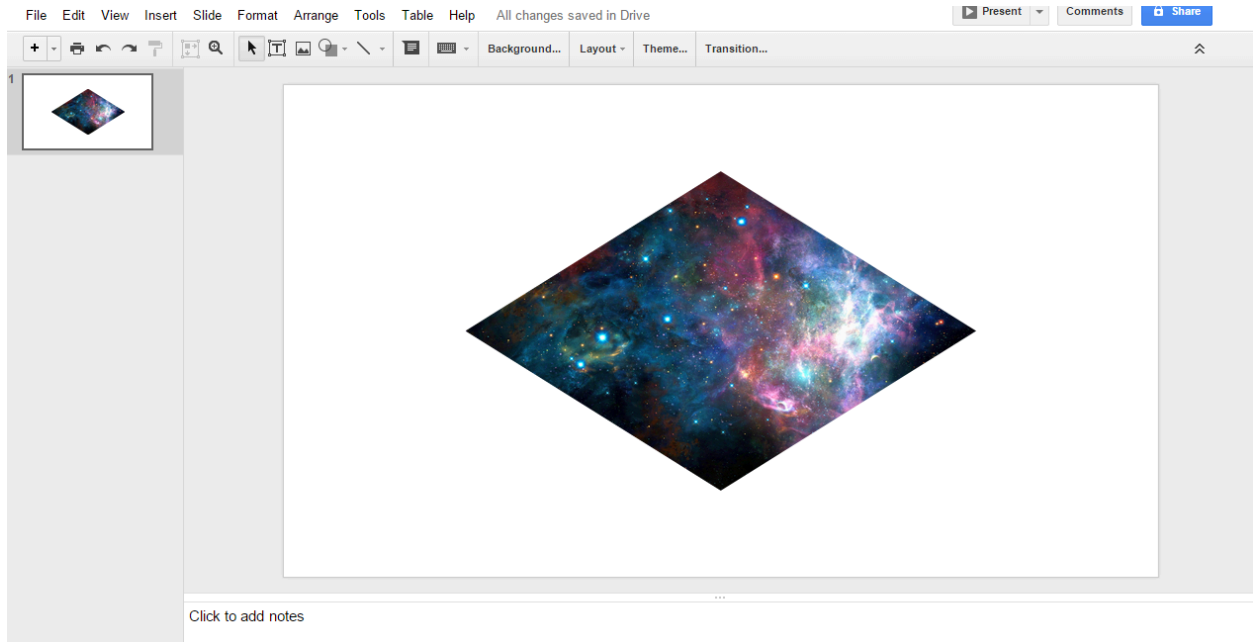 File Edit View Insert Slide Format Arrange Tools Table Help All changes saved in Drive
Present Comments Share
Background... Layout Theme... Transition...
1
Click to add notes